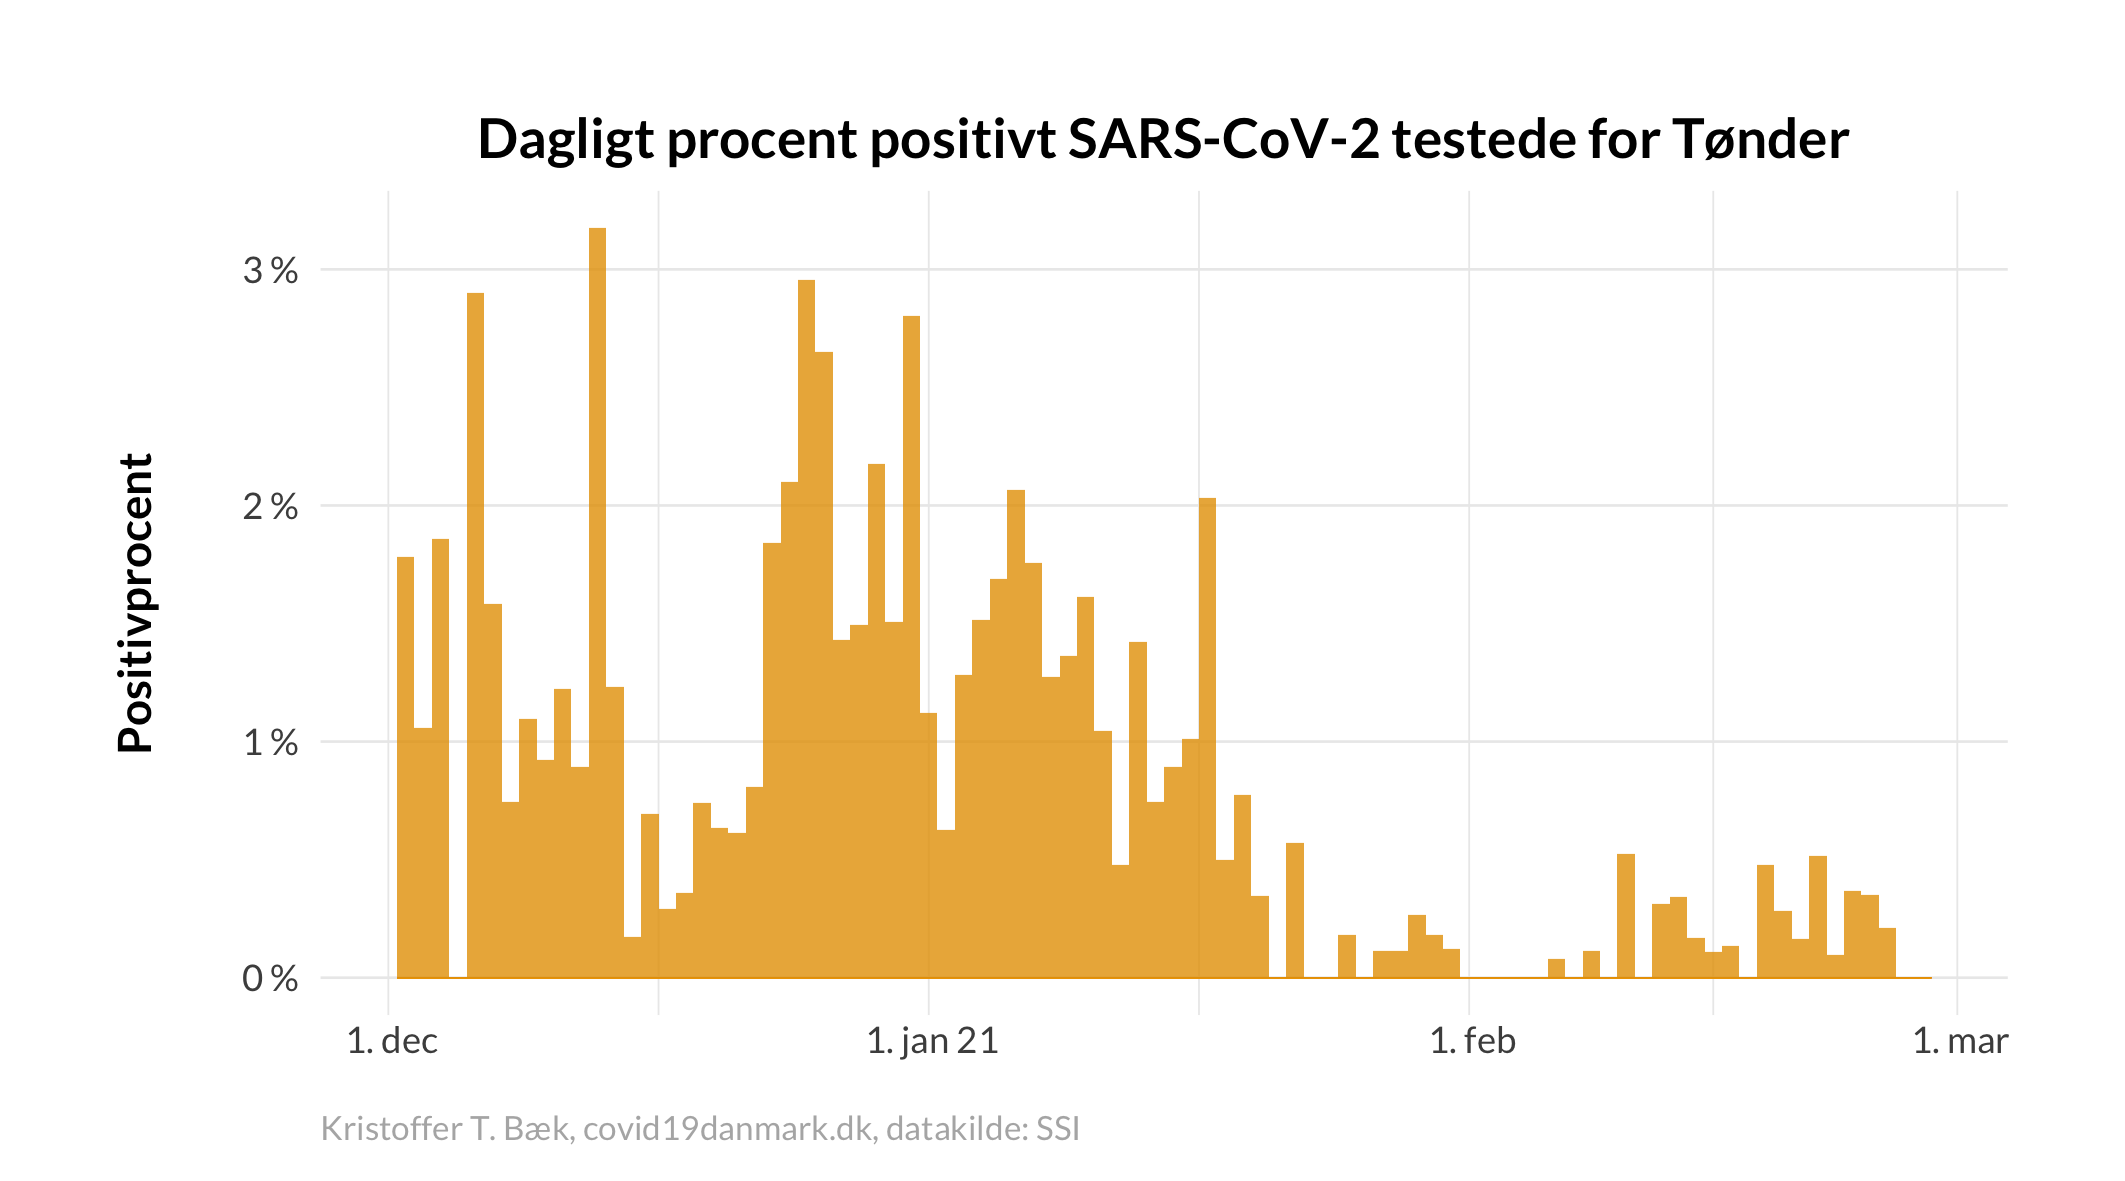 Dagligt procent positivt SARS-CoV-2 testede for Tønder
Positivprocent
3 %
2 %
1 %
0 %
1. dec
1. jan 21
1. feb
1. mar
Kristoffer T. Bæk, covid19danmark.dk, datakilde: SSI